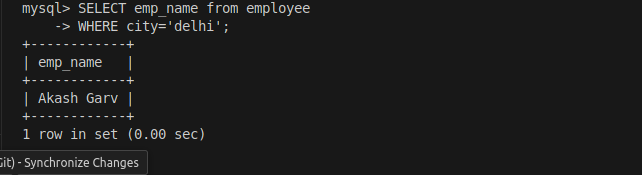 mysql> SELECT emp_name from employee
    -> WHERE city='delhi';
+------------+
| emp_name   |
+------------+
| Akash Garv |
+------------+
1 row in set (0.00 sec)
Git) - Synchronize Changes